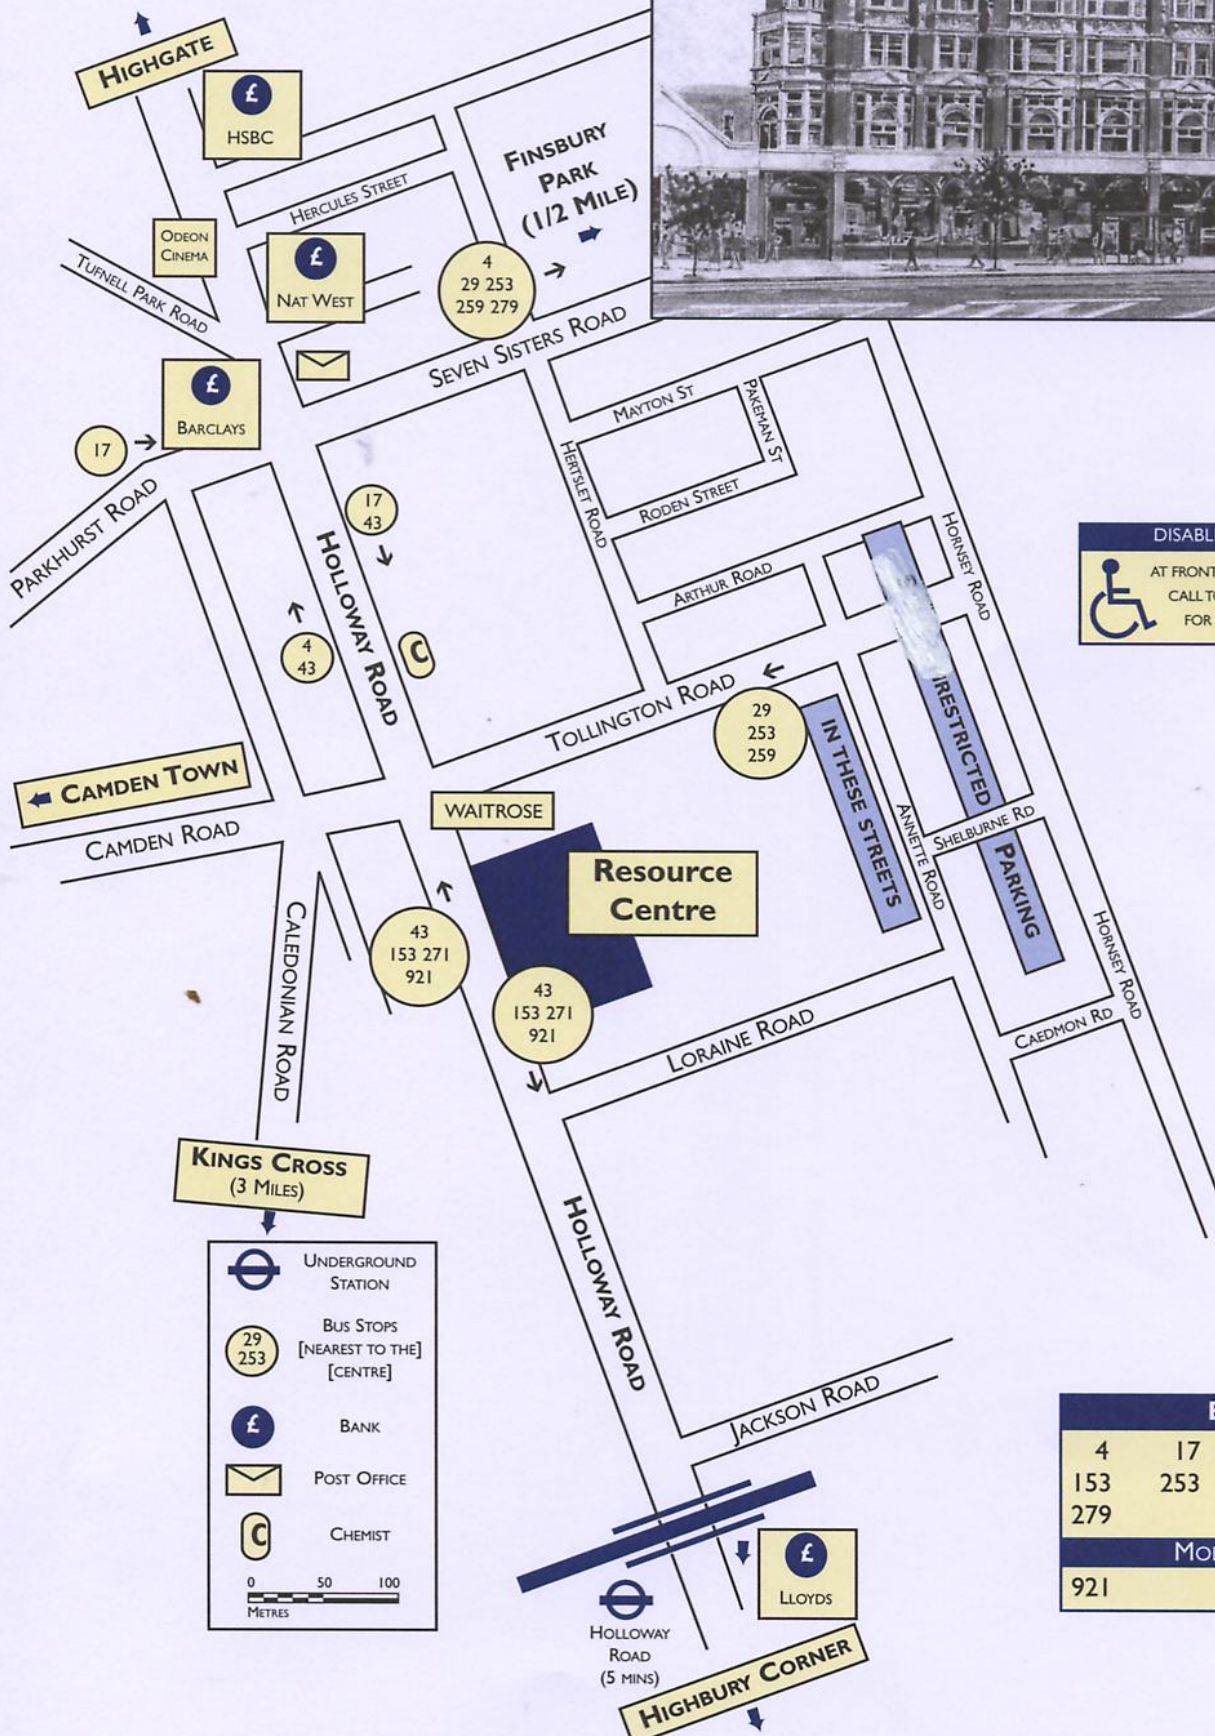 HIGHGATE
£
HSBC
FINSBURY
PARK
(1/2 MILE)
HERCULES STREET
ODEON
CINEMA
£
NAT WEST
TUFNELL PARK ROAD
4
29 253
259 279
SEVEN SISTERS ROAD
£
BARCLAYS
17
PARKHURST ROAD
MAYTON ST
PAKEMAN ST
HERTSLET ROAD
RODEN STREET
17
43
HOLLOWAY ROAD
ARTHUR ROAD
HORNSEY ROAD
DISABL
AT FRONT
CALL TO
FOR
4
43
C
TOLLINGTON ROAD
29
253
259
IN THESE STREETS
RESTRICTED
PARKING
CAMDEN TOWN
CAMDEN ROAD
WAITROSE
ANNETTE ROAD
SHELBURNE RD
Resource
Centre
CALEDONIAN ROAD
43
153 271
921
43
153 271
921
HORNSEY ROAD
LORAINE ROAD
CAEDMON RD
KINGS CROSS
(3 MILES)
HOLLOWAY ROAD
UNDERGROUND
STATION
29
253
BUS STOPS
[NEAREST TO THE]
[CENTRE]
£
BANK
POST OFFICE
C
CHEMIST
0 50 100
METRES
JACKSON ROAD
4 17
153 253
279
921
£
LLOYDS
HOLLOWAY
ROAD
(5 MINS)
HIGHBURY CORNER